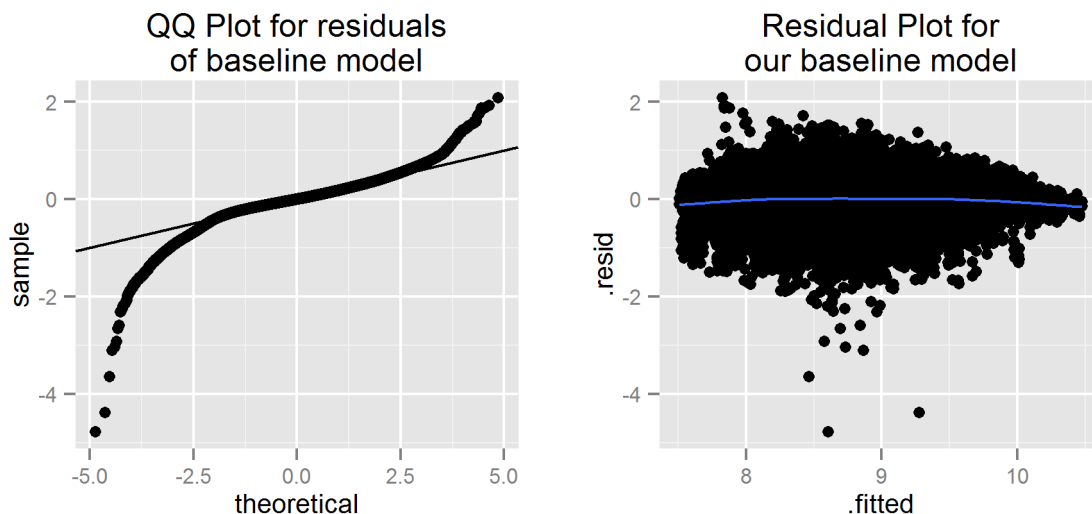 QQ Plot for residuals
of baseline model
2
0
-2
-4
sample
-5.0
-2.5
0.0
2.5
5.0
theoretical
Residual Plot for
our baseline model
2
0
-2
-4
.resid
8
9
10
.fitted